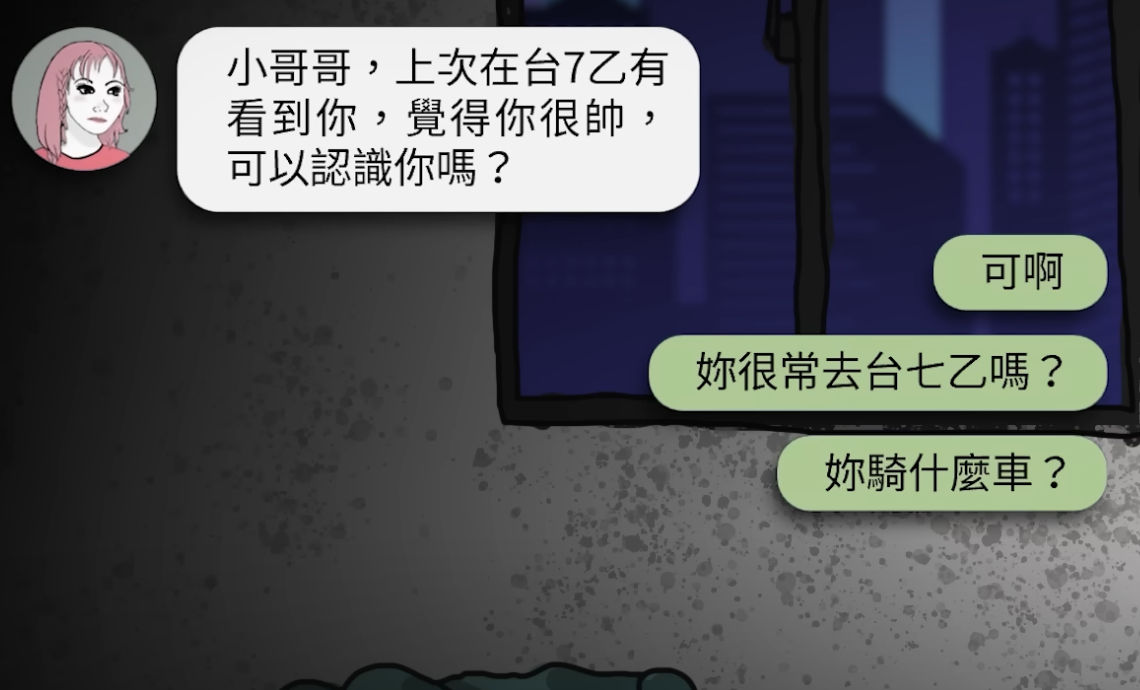 小哥哥，上次在台7乙有
看到你，覺得你很帥，
可以認識你嗎？
可啊
妳很常去台七乙嗎？
妳騎什麼車？